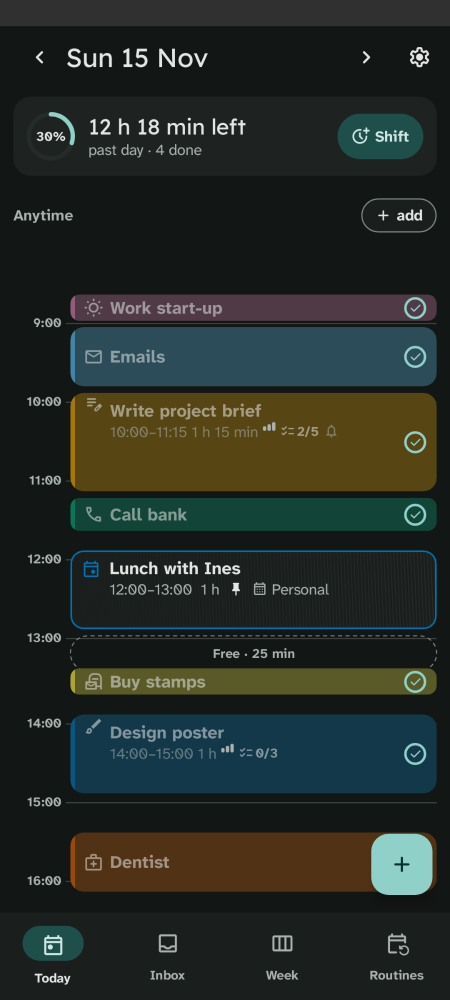 Sun 15 Nov
30%
12 h 18 min left
past day · 4 done
Shift
Anytime
+ add
Work start-up
9:00
Emails
10:00
Write project brief
10:00–11:15 1 h 15 min 2/5
11:00
Call bank
12:00
Lunch with Ines
12:00–13:00 1 h Personal
13:00
Free · 25 min
Buy stamps
14:00
Design poster
14:00–15:00 1 h 0/3
15:00
Dentist
16:00
Today
Inbox
Week
Routines